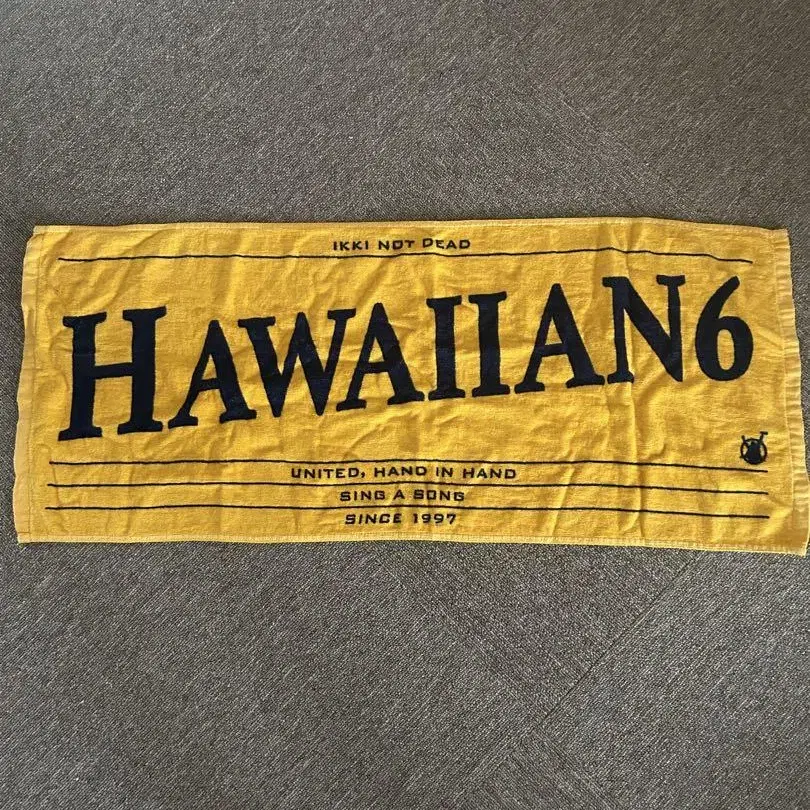 IKKI NOT DEAD
HAWAIIAN6
UNITED, HAND IN HAND
SING A SONG
SINCE 1997